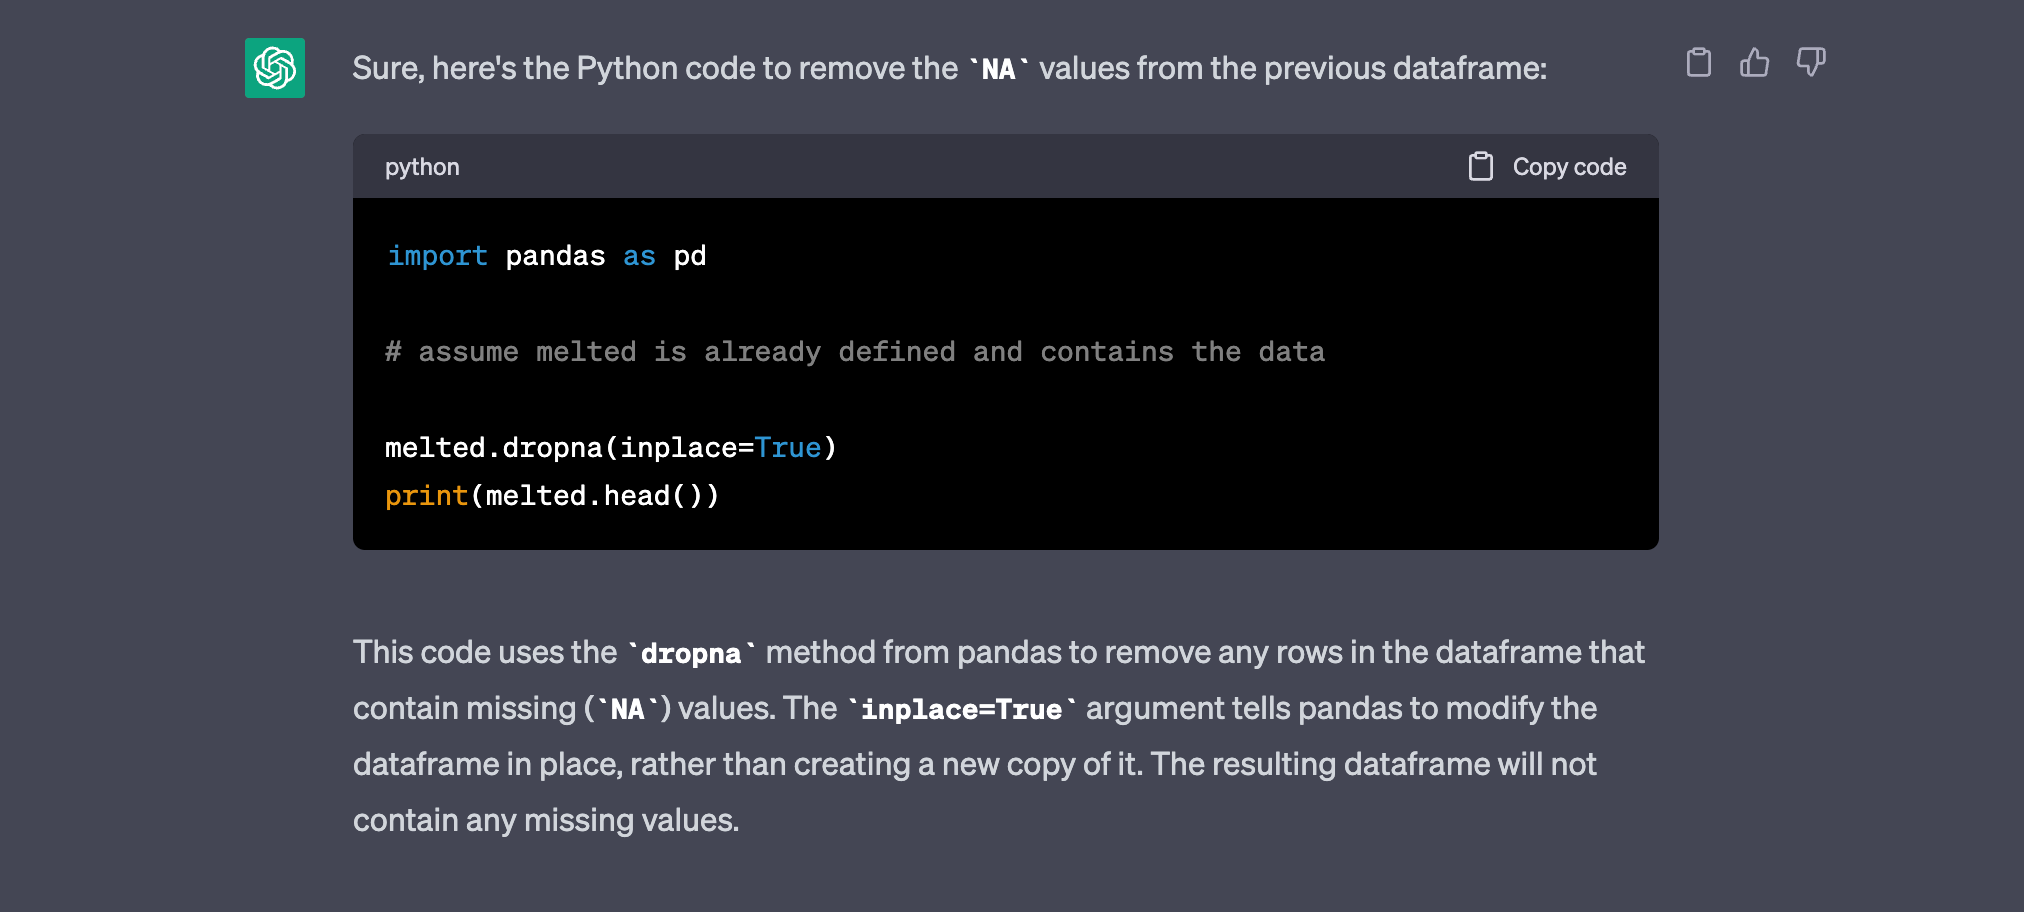 Sure, here's the Python code to remove the `NA` values from the previous dataframe:
python
Copy code
import pandas as pd
# assume melted is already defined and contains the data
melted.dropna(inplace=True)
print(melted.head())
This code uses the `dropna` method from pandas to remove any rows in the dataframe that
contain missing (`NA`) values. The `inplace=True` argument tells pandas to modify the
dataframe in place, rather than creating a new copy of it. The resulting dataframe will not
contain any missing values.